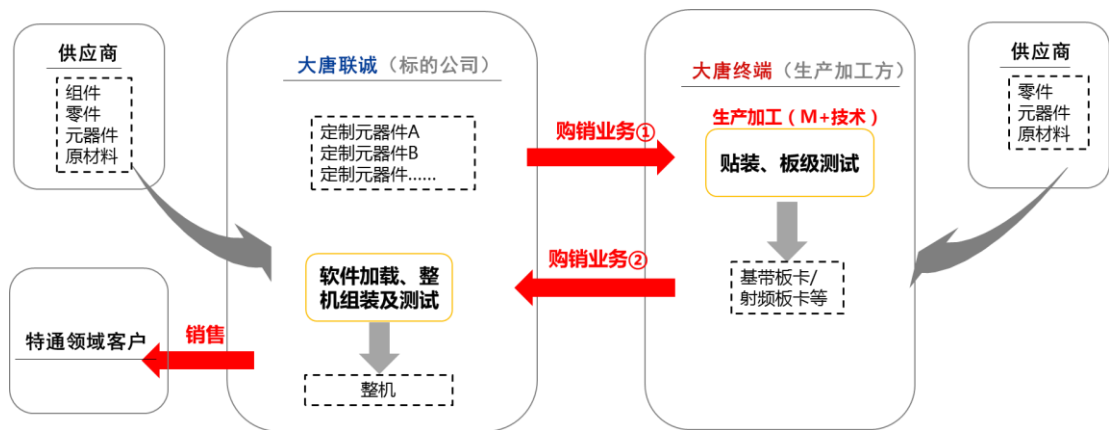 供应商
组件
零件
元器件
原材料
大唐联诚（标的公司）
定制元器件A
定制元器件B
定制元器件……
软件加载、整
机组装及测试
整机
购销业务①
购销业务②
大唐终端（生产加工方）
生产加工（M+技术）
贴装、板级测试
基带板卡/
射频板卡等
供应商
零件
元器件
原材料
销售
特通领域客户